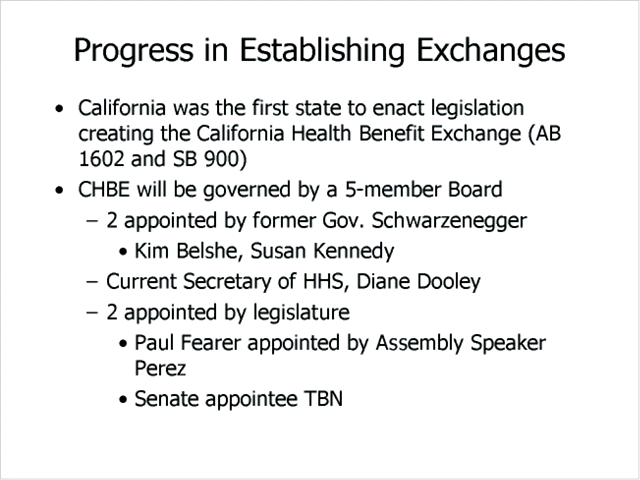 Progress in Establishing Exchanges
• California was the first state to enact legislation
creating the California Health Benefit Exchange (AB
1602 and SB 900)
• CHBE will be governed by a 5-member Board
– 2 appointed by former Gov. Schwarzenegger
• Kim Belshe, Susan Kennedy
– Current Secretary of HHS, Diane Dooley
– 2 appointed by legislature
• Paul Fearer appointed by Assembly Speaker
Perez
• Senate appointee TBN